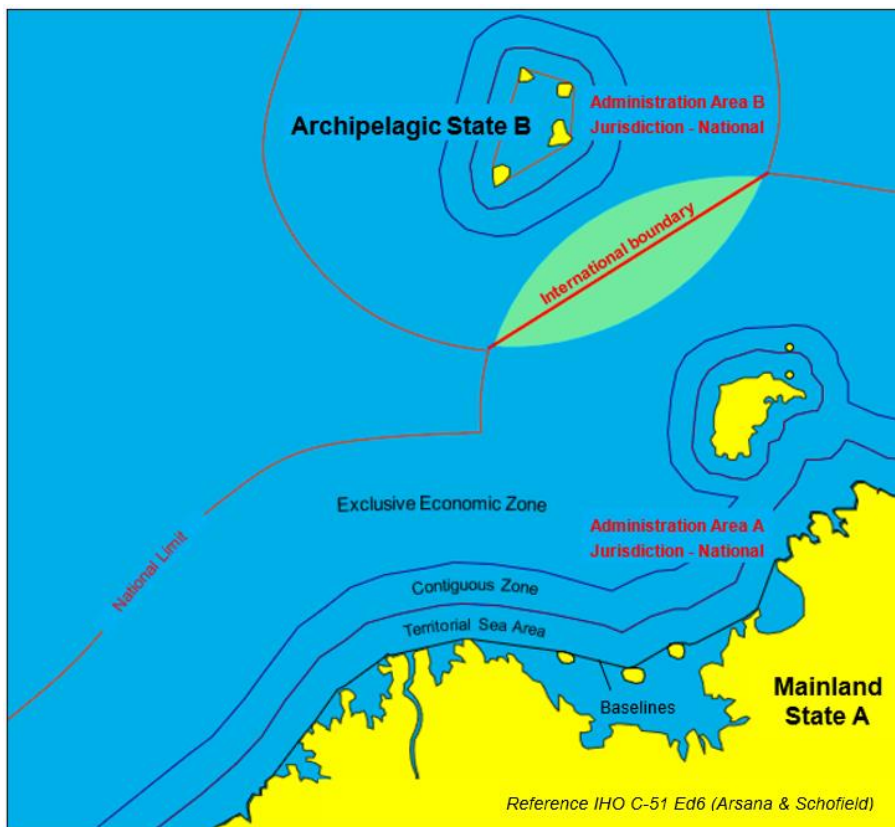 Archipelagic State B
Administration Area B
Jurisdiction - National
International boundary
Exclusive Economic Zone
Administration Area A
Jurisdiction - National
National Limit
Contiguous Zone
Territorial Sea Area
Baselines
Mainland
State A
Reference IHO C-51 Ed6 (Arsana & Schofield)